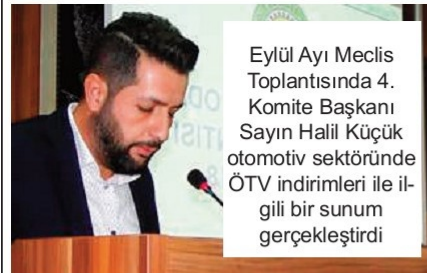 Eylül Ayı Meclis
Toplantısında 4.
Komite Başkanı
Sayın Halil Küçük
otomotiv sektöründe
ÖTV indirimleri ile il-
gili bir sunum
gerçekleştirdi